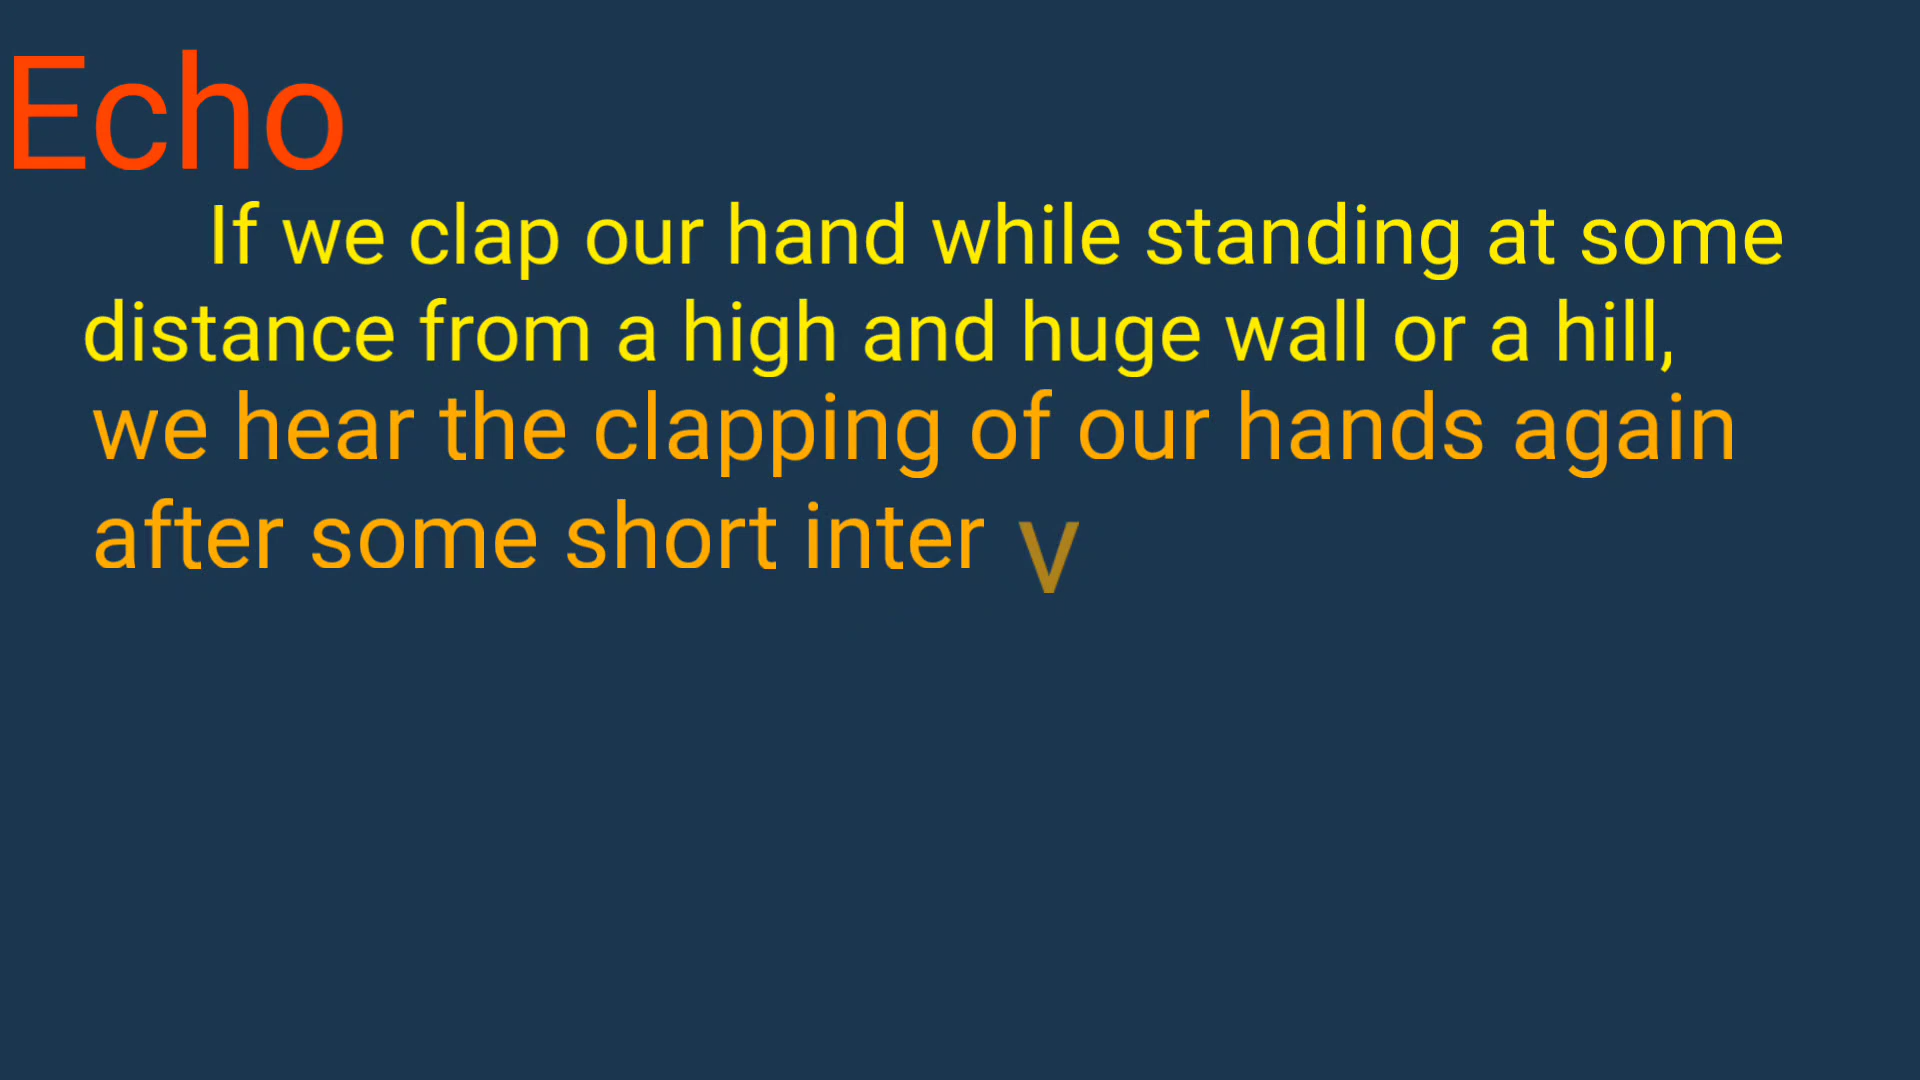 Echo
If we clap our hand while standing at some
distance from a high and huge wall or a hill,
we hear the clapping of our hands again
after some short inter v